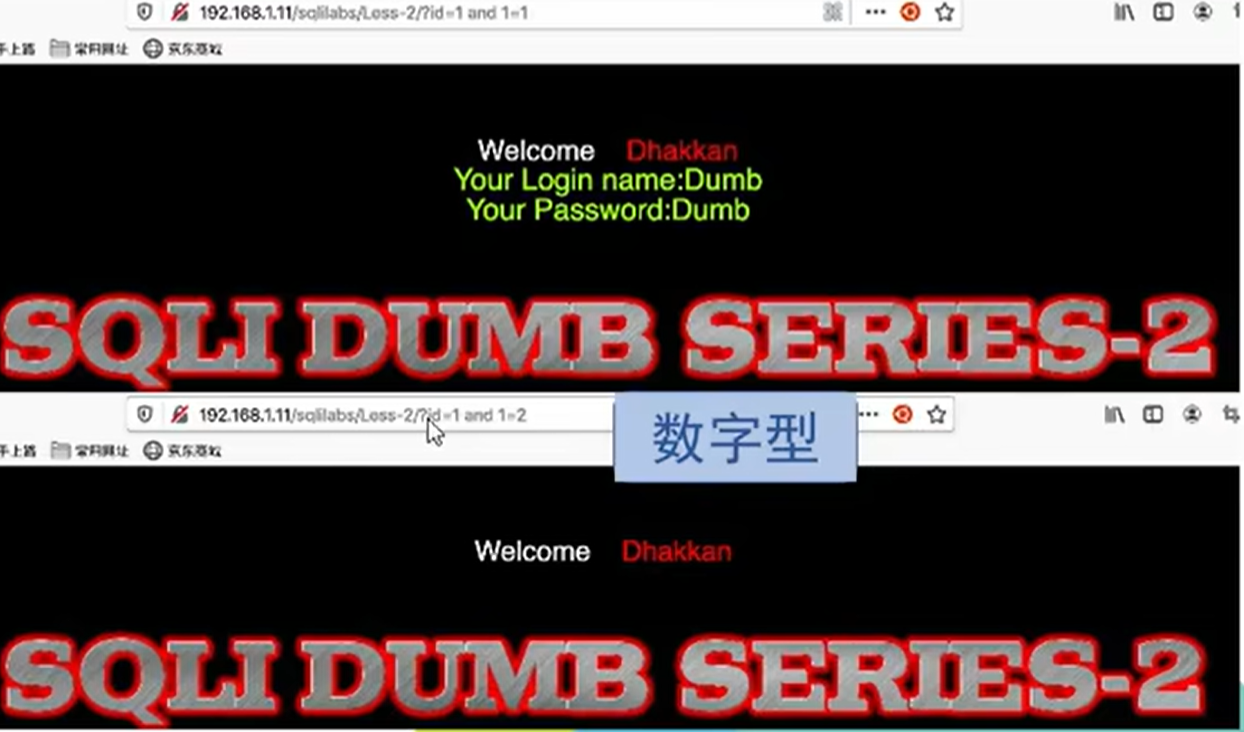 192.168.1.11/sqlilabs/Less-2/?id=1 and 1=1
手上路 常用网址 京东商城
Welcome Dhakkan
Your Login name:Dumb
Your Password:Dumb
SQLI DUMB SERIES-2
192.168.1.11/sqlilabs/Less-2/?id=1 and 1=2
数字型
手上路 常用网址 京东商城
Welcome Dhakkan
SQLI DUMB SERIES-2